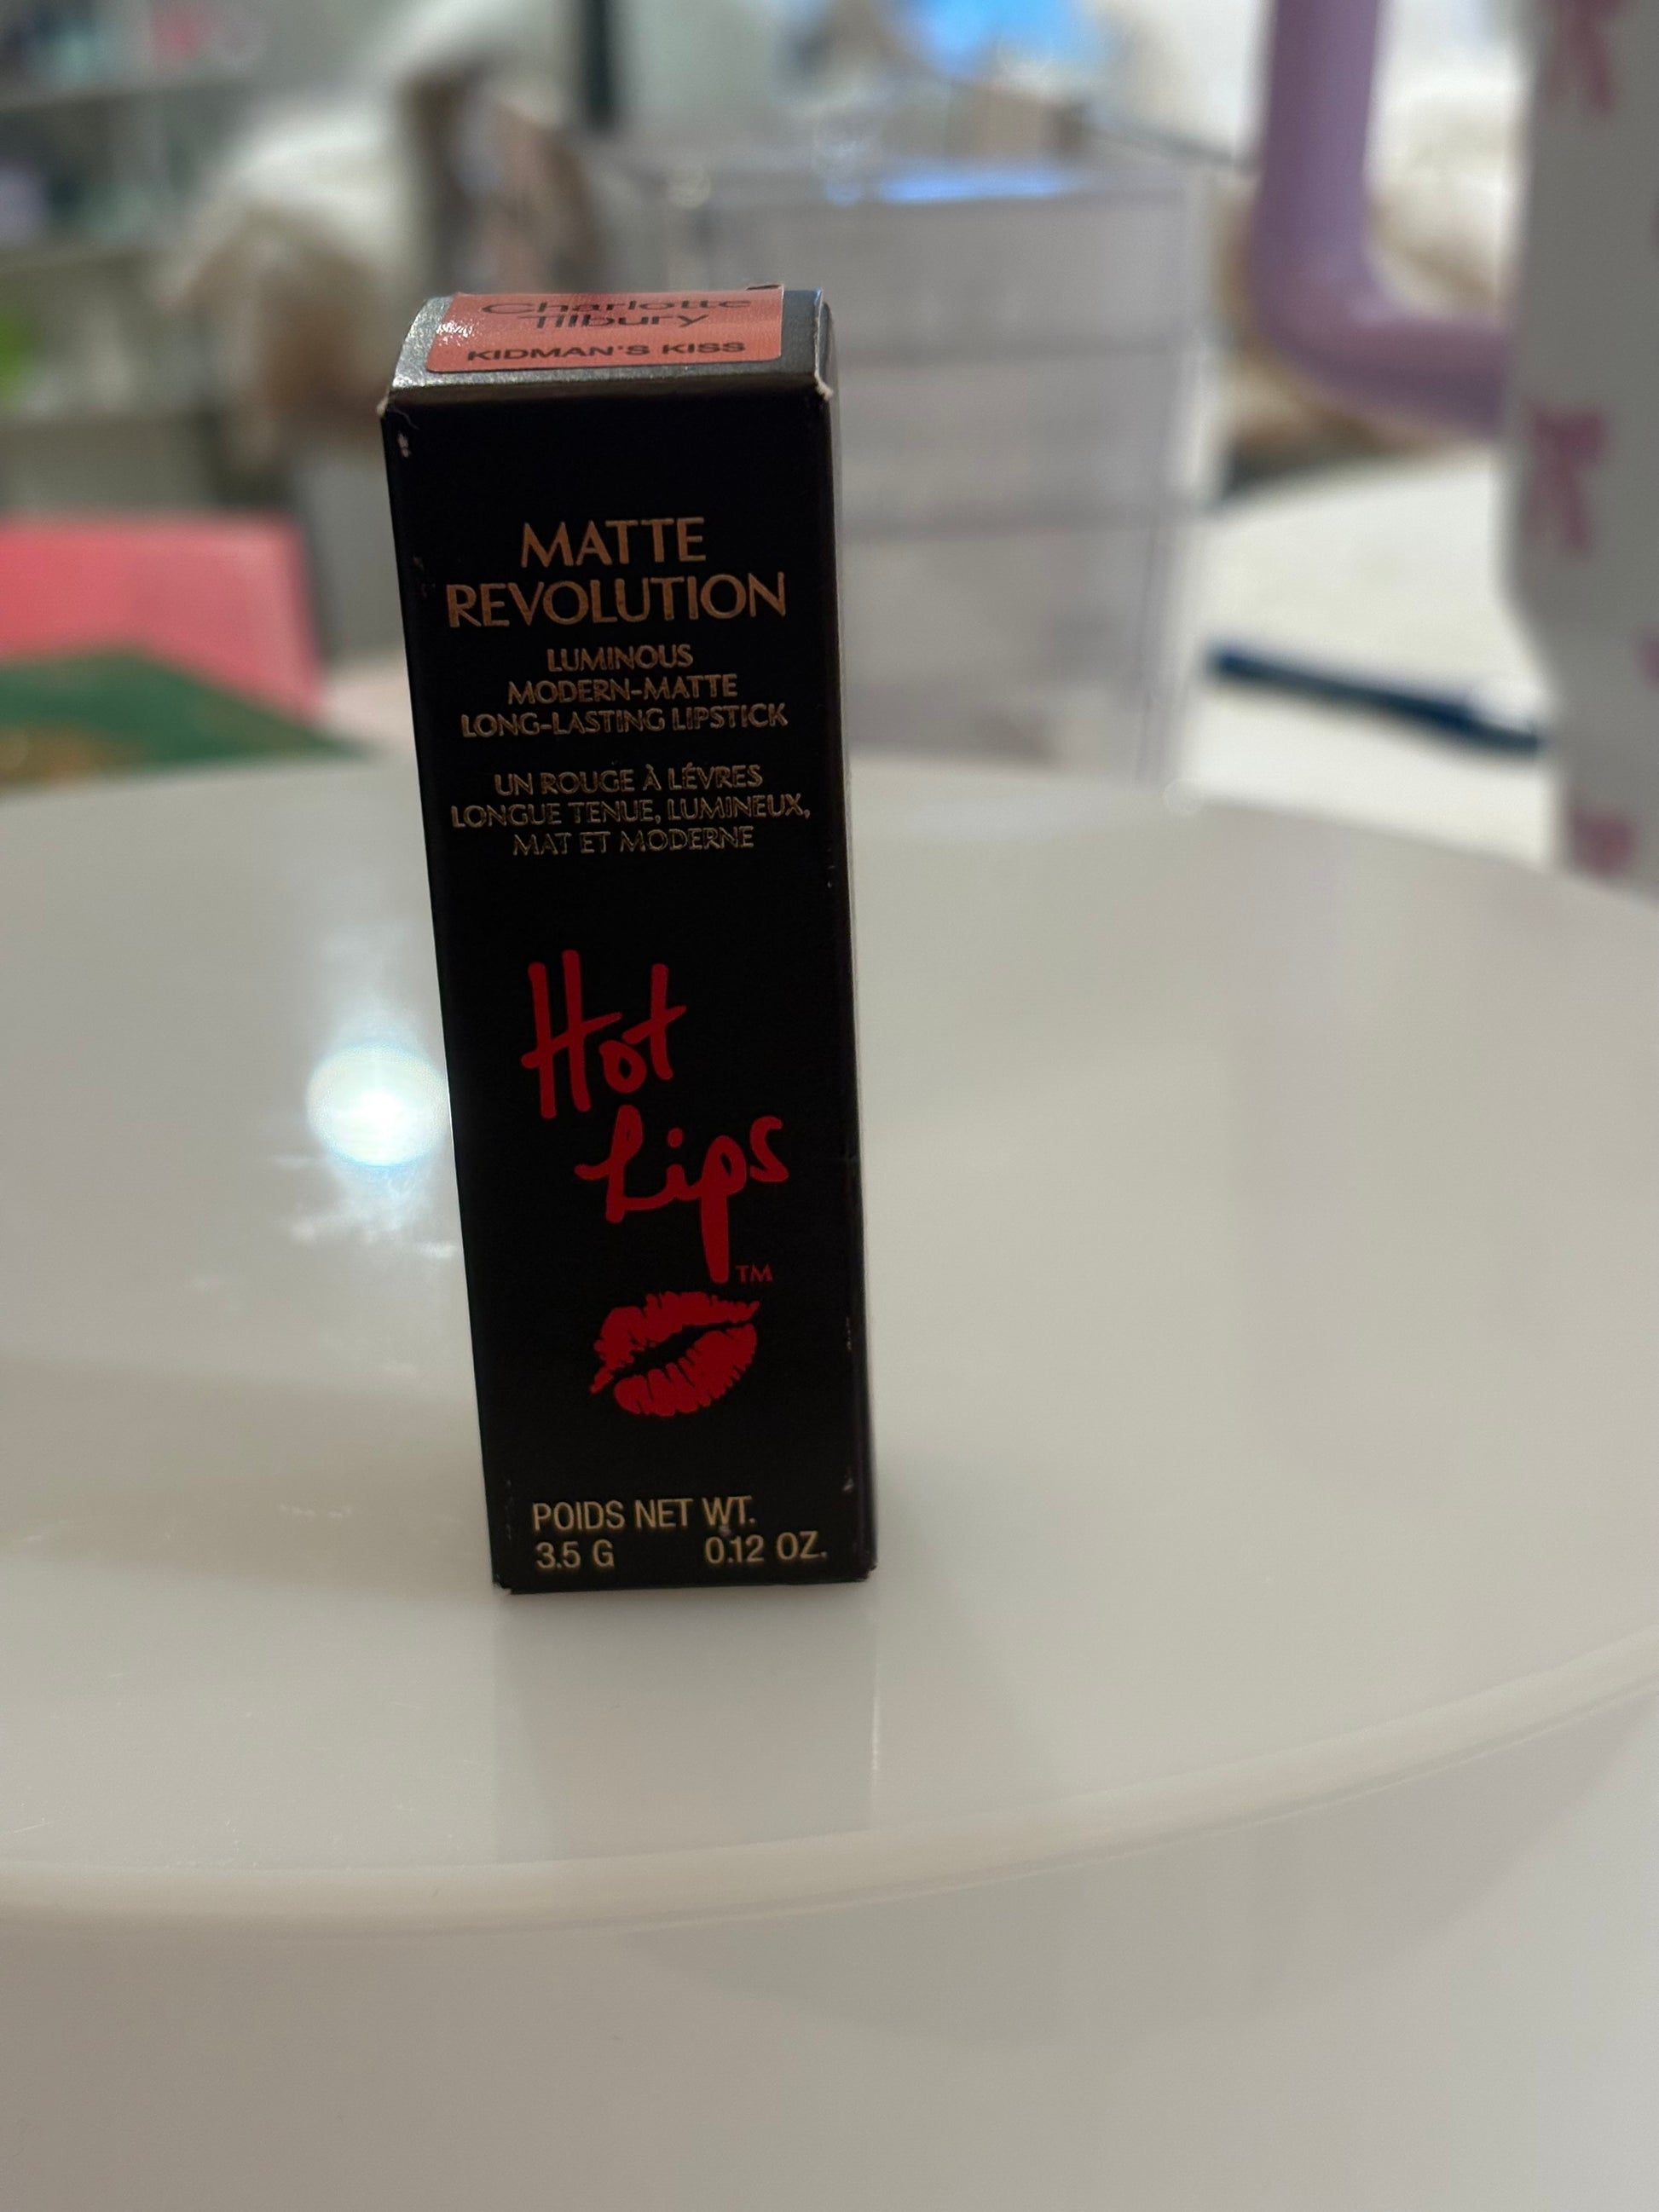 Charlotte
Tilbury
KIDMAN'S KISS
MATTE
REVOLUTION
LUMINOUS
MODERN-MATTE
LONG-LASTING LIPSTICK
UN ROUGE À LÉVRES
LONGUE TENUE, LUMINEUX,
MAT ET MODERNE
Hot
Lips
TM
POIDS NET WT.
3.5 G 0.12 OZ.